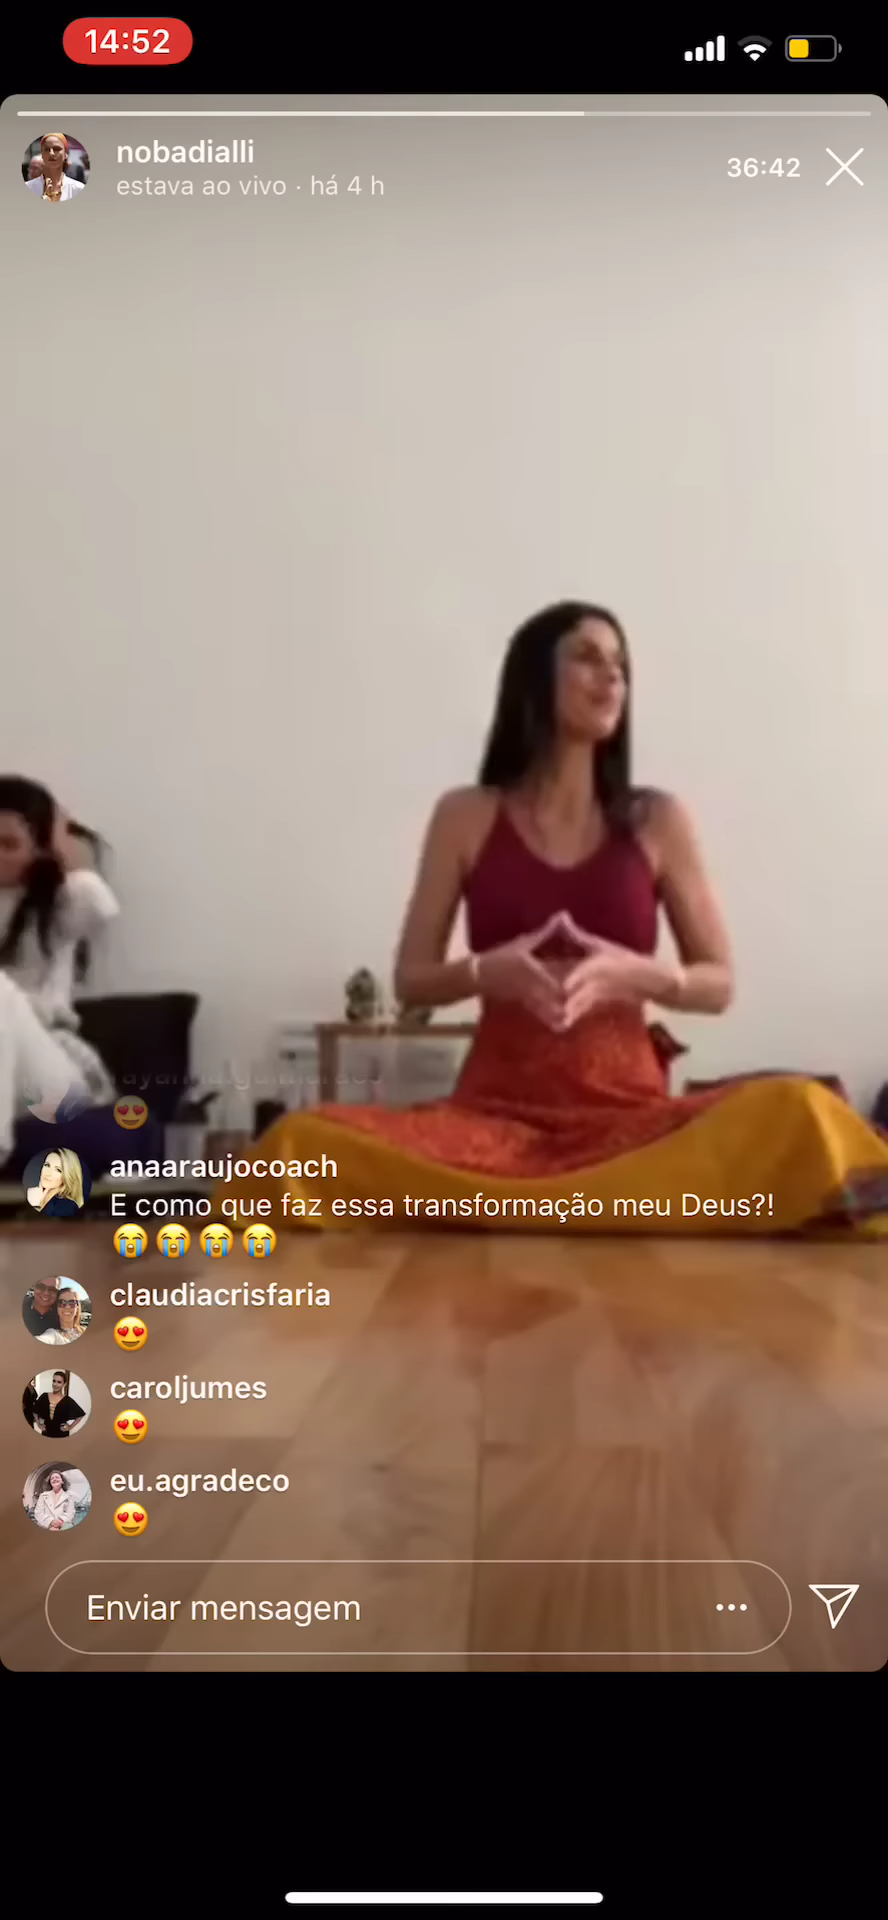 14:52
nobadialli
estava ao vivo · há 4 h
36:42
😍
anaaraujocoach
E como que faz essa transformação meu Deus?!
😭😭😭😭
claudiacrisfaria
😍
caroljumes
😍
eu.agradeco
😍
Enviar mensagem